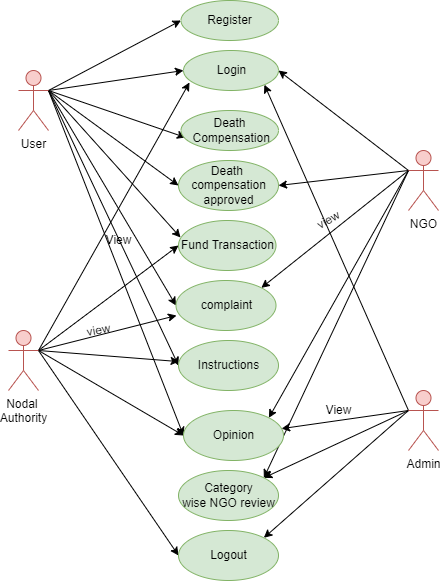 Register
Login
User
Death
Compensation
Death
compensation
approved
NGO
view
View
Fund Transaction
complaint
view
Instructions
Nodal
Authority
View
Opinion
Admin
Category
wise NGO review
Logout